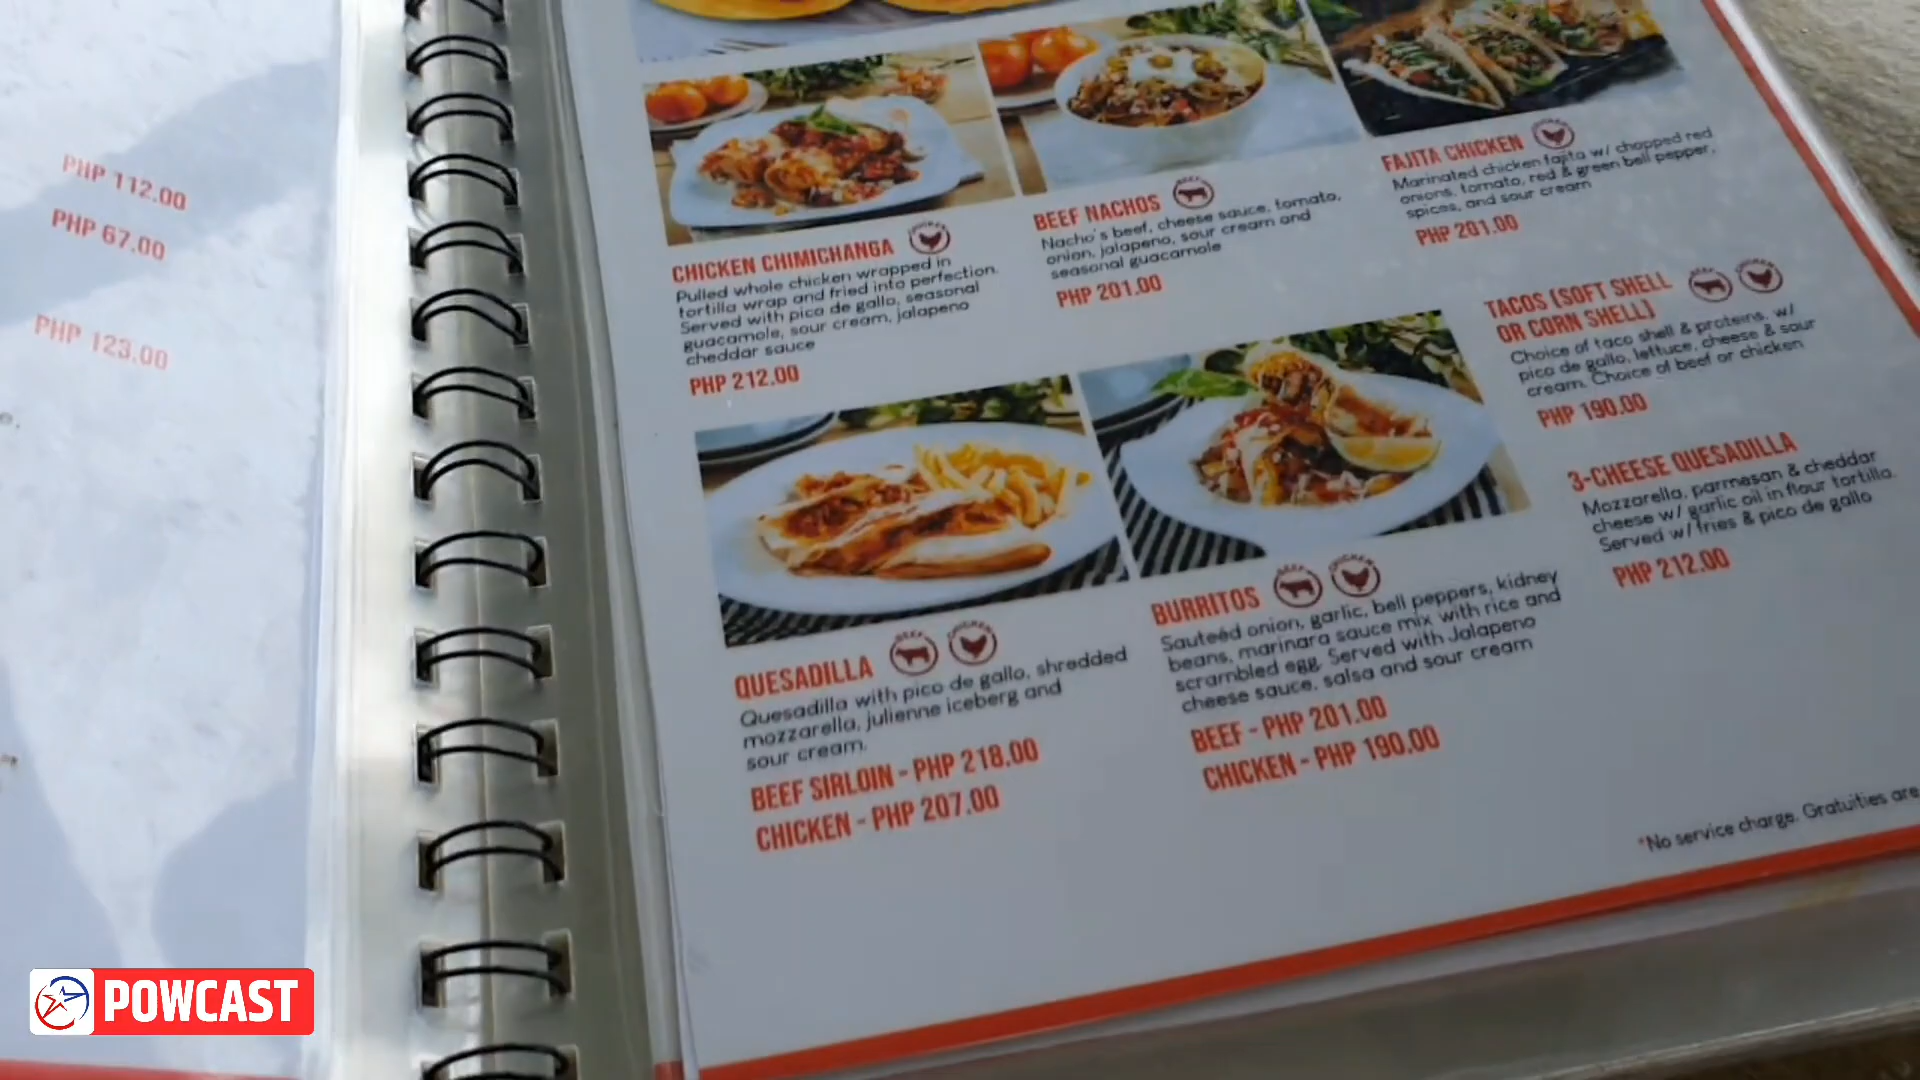 PHP 112.00
PHP 67.00
PHP 123.00
CHICKEN CHIMICHANGA
Pulled whole chicken wrapped in
tortilla wrap and fried into perfection.
Served with pico de gallo, seasonal
guacamole, sour cream, jalapeno
cheddar sauce
PHP 212.00
BEEF NACHOS BEEF
Nacho's beef, cheese sauce, tomato,
onion, jalapeno, sour cream and
seasonal guacamole
PHP 201.00
FAJITA CHICKEN
Marinated chicken fajita w/ chopped red
onions, tomato, red & green bell pepper,
spices, and sour cream
PHP 201.00
TACOS (SOFT SHELL
OR CORN SHELL)
Choice of taco shell & proteins, w/
pico de gallo, lettuce, cheese & sour
cream. Choice of beef or chicken
PHP 190.00
3-CHEESE QUESADILLA
Mozzarella, parmesan & cheddar
cheese w/ garlic oil in flour tortilla.
Served w/ fries & pico de gallo
PHP 212.00
QUESADILLA BEEF CHICKEN
Quesadilla with pico de gallo, shredded
mozzarella, julienne iceberg and
sour cream.
BEEF SIRLOIN - PHP 218.00
CHICKEN - PHP 207.00
BURRITOS BEEF CHICKEN
Sauteéd onion, garlic, bell peppers, kidney
beans, marinara sauce mix with rice and
scrambled egg. Served with Jalapeno
cheese sauce, salsa and sour cream
BEEF - PHP 201.00
CHICKEN - PHP 190.00
*No service charge. Gratuities are
POWCAST